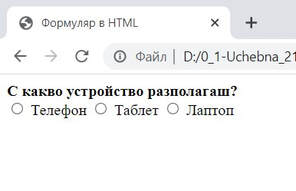 Формуляр в HTML
Файл | D:/0_1-Uchebna_21
С какво устройство разполагаш?
Телефон Таблет Лаптоп